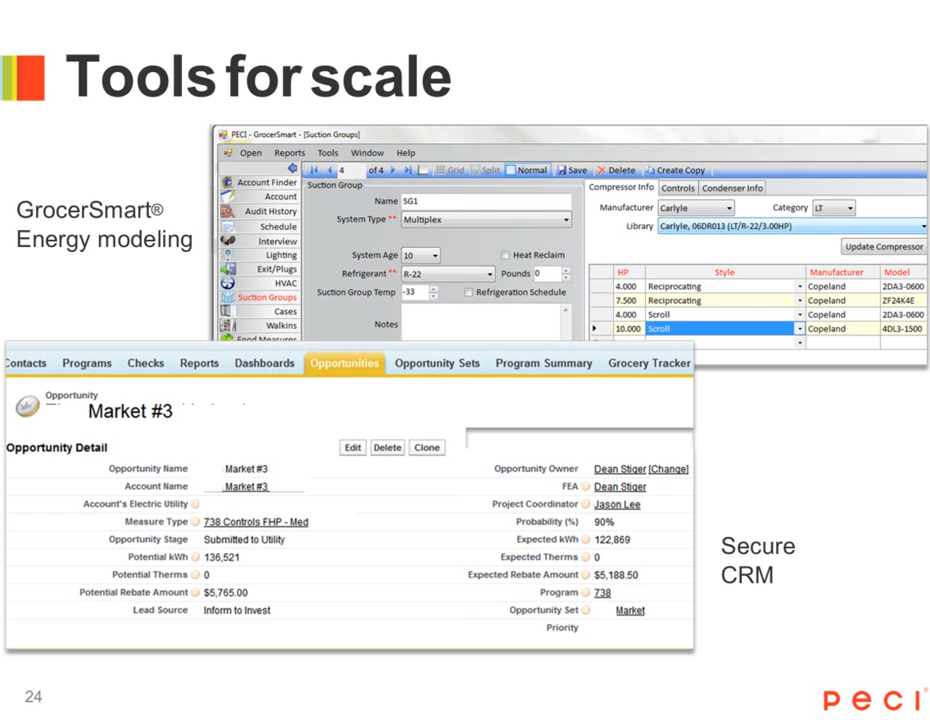 Tools for scale
GrocerSmart®
Energy modeling
PECI - GrocerSmart - [Suction Groups]
Open Reports Tools Window Help
4 of 4 Grid Split Normal Save Delete Create Copy
Account Finder
Account
Audit History
Schedule
Interview
Lighting
Exit/Plugs
HVAC
Suction Groups
Cases
Walkins
Food Measures
Suction Group
Name SG1
System Type ** Multiplex
System Age 10 Heat Reclaim
Refrigerant ** R-22 Pounds 0
Suction Group Temp -33 Refrigeration Schedule
Notes
Compressor Info Controls Condenser Info
Manufacturer Carlyle Category LT
Library Carlyle, 06DR013 (LT/R-22/3.00HP)
Update Compressor
HP Style Manufacturer Model
4.000 Reciprocating Copeland 2DA3-0600
7.500 Reciprocating Copeland ZF24K4E
4.000 Scroll Copeland 2DA3-0600
10.000 Scroll Copeland 4DL3-1500
Contacts Programs Checks Reports Dashboards Opportunities Opportunity Sets Program Summary Grocery Tracker
Opportunity
Market #3
Opportunity Detail Edit Delete Clone
Opportunity Name Market #3 Opportunity Owner Dean Stiger [Change]
Account Name Market #3 FEA Dean Stiger
Account's Electric Utility Project Coordinator Jason Lee
Measure Type 738 Controls FHP - Med Probability (%) 90%
Opportunity Stage Submitted to Utility Expected kWh 122,869
Potential kWh 136,521 Expected Therms 0
Potential Therms 0 Expected Rebate Amount $5,188.50
Potential Rebate Amount $5,765.00 Program 738
Lead Source Inform to Invest Opportunity Set Market
Priority
Secure
CRM
24
peci®